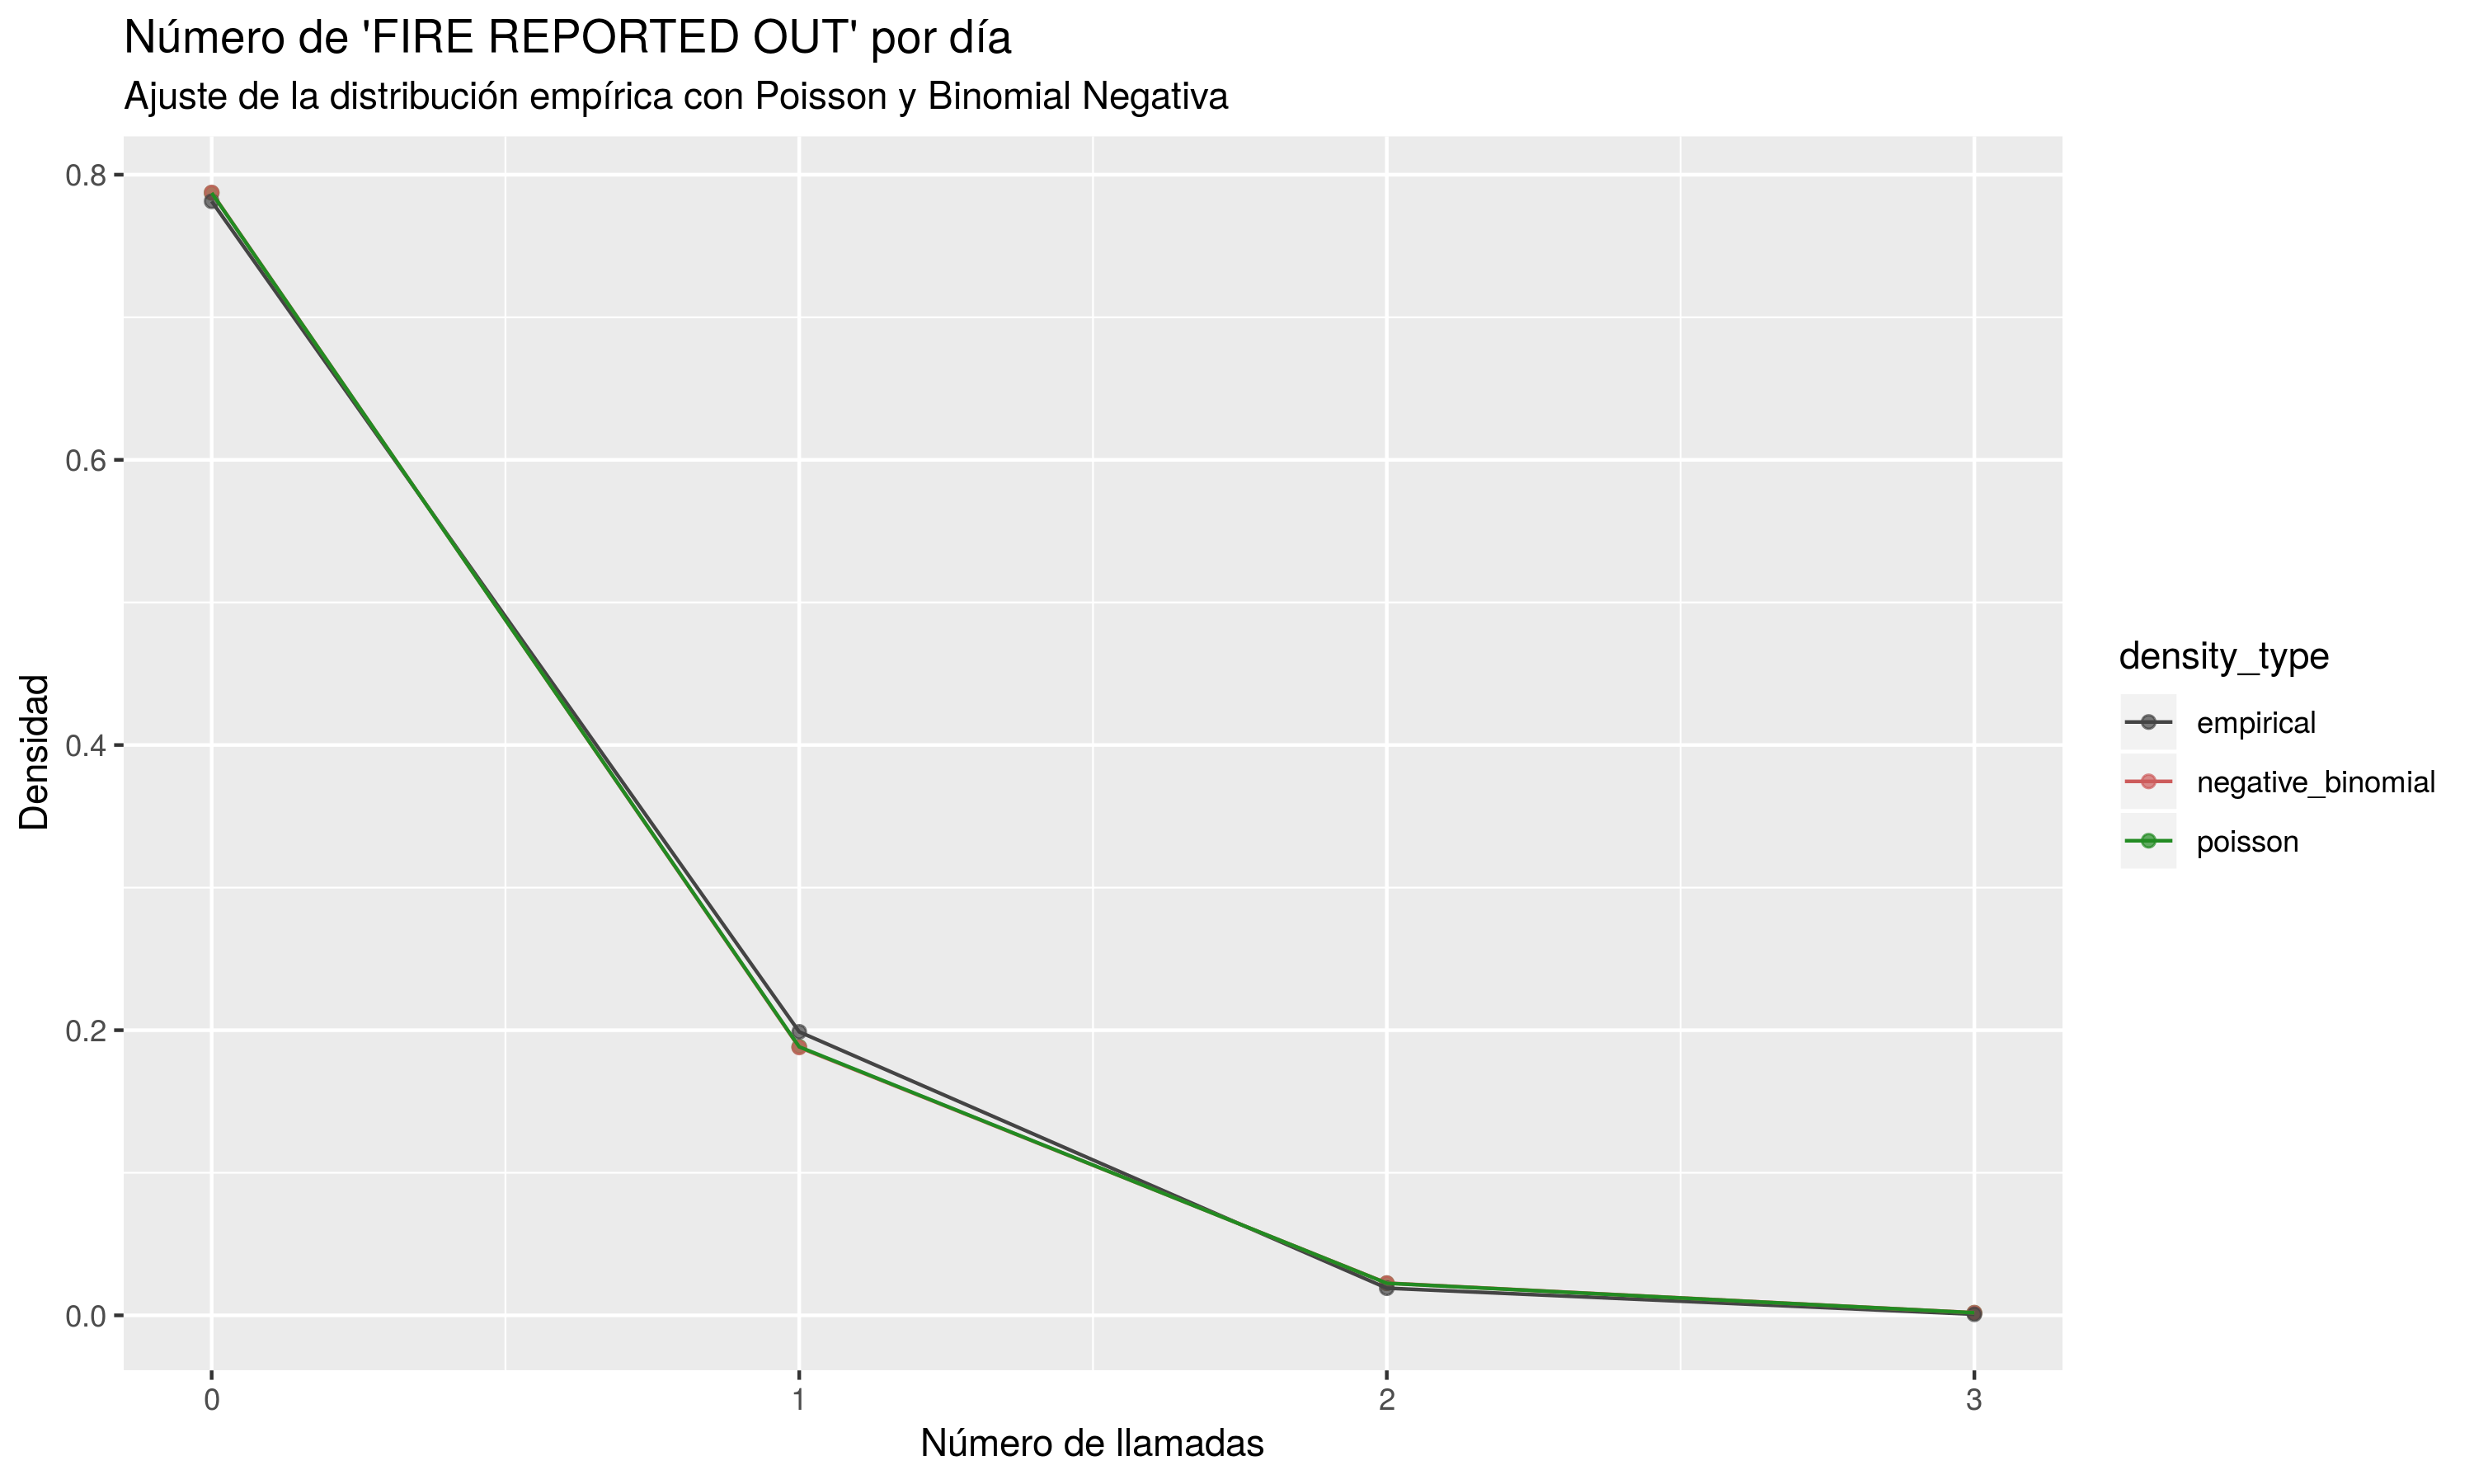 Número de 'FIRE REPORTED OUT' por día
Ajuste de la distribución empírica con Poisson y Binomial Negativa
Densidad
0.8
0.6
0.4
0.2
0.0
0
1
2
3
Número de llamadas
density_type
empirical
negative_binomial
poisson